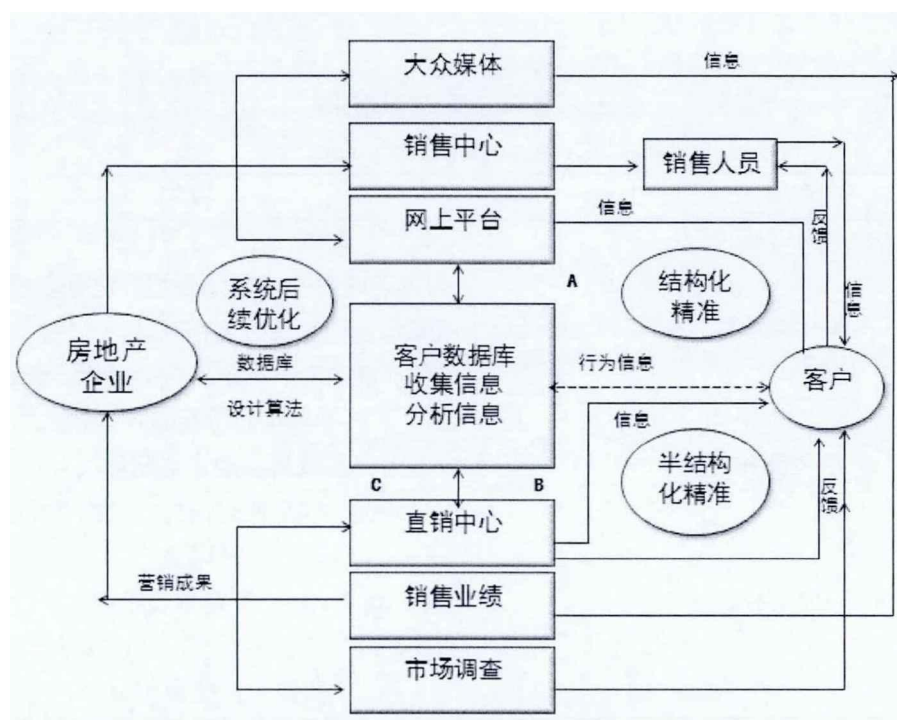 大众媒体
信息
销售中心
销售人员
网上平台
信息
反馈
A
系统后
续优化
结构化
精准
信息
房地产
企业
数据库
设计算法
客户数据库
收集信息
分析信息
行为信息
信息
客户
半结构
化精准
C
B
反馈
直销中心
营销成果
销售业绩
市场调查